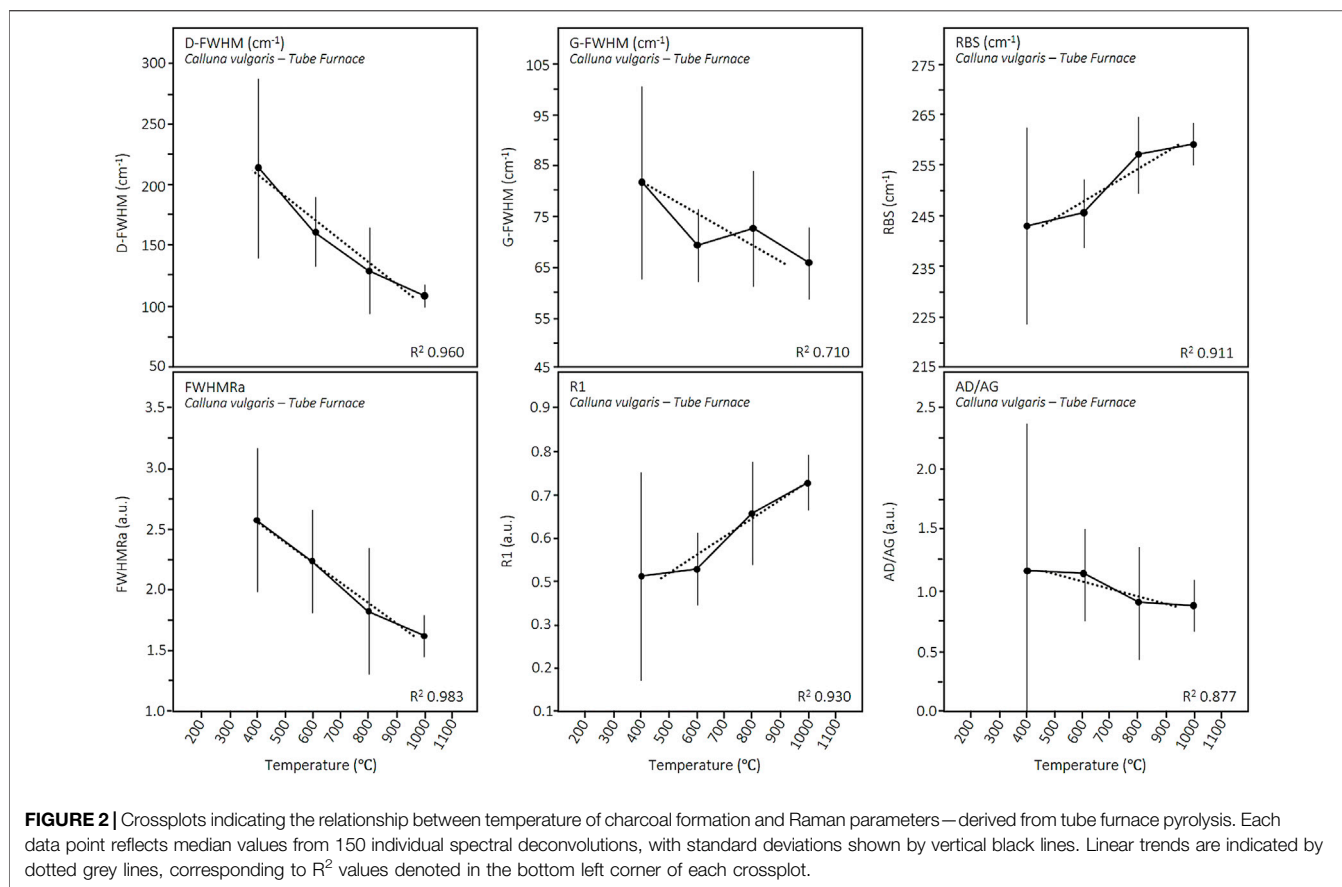 D-FWHM (cm⁻¹)
Calluna vulgaris – Tube Furnace
D-FWHM (cm⁻¹)
300
250
200
150
100
50
R² 0.960
G-FWHM (cm⁻¹)
Calluna vulgaris – Tube Furnace
G-FWHM (cm⁻¹)
105
95
85
75
65
55
45
R² 0.710
RBS (cm⁻¹)
Calluna vulgaris – Tube Furnace
RBS (cm⁻¹)
275
265
255
245
235
225
215
R² 0.911
FWHMRa
Calluna vulgaris – Tube Furnace
FWHMRa (a.u.)
3.5
3.0
2.5
2.0
1.5
1.0
R² 0.983
200 300 400 500 600 700 800 900 1000 1100
Temperature (°C)
R1
Calluna vulgaris – Tube Furnace
R1 (a.u.)
0.9
0.8
0.7
0.6
0.5
0.3
0.2
0.1
R² 0.930
200 300 400 500 600 700 800 900 1000 1100
Temperature (°C)
AD/AG
Calluna vulgaris – Tube Furnace
AD/AG (a.u.)
2.5
2.0
1.5
1.0
0.5
0.0
R² 0.877
200 300 400 500 600 700 800 900 1000 1100
Temperature (°C)
FIGURE 2 | Crossplots indicating the relationship between temperature of charcoal formation and Raman parameters—derived from tube furnace pyrolysis. Each
data point reflects median values from 150 individual spectral deconvolutions, with standard deviations shown by vertical black lines. Linear trends are indicated by
dotted grey lines, corresponding to R² values denoted in the bottom left corner of each crossplot.